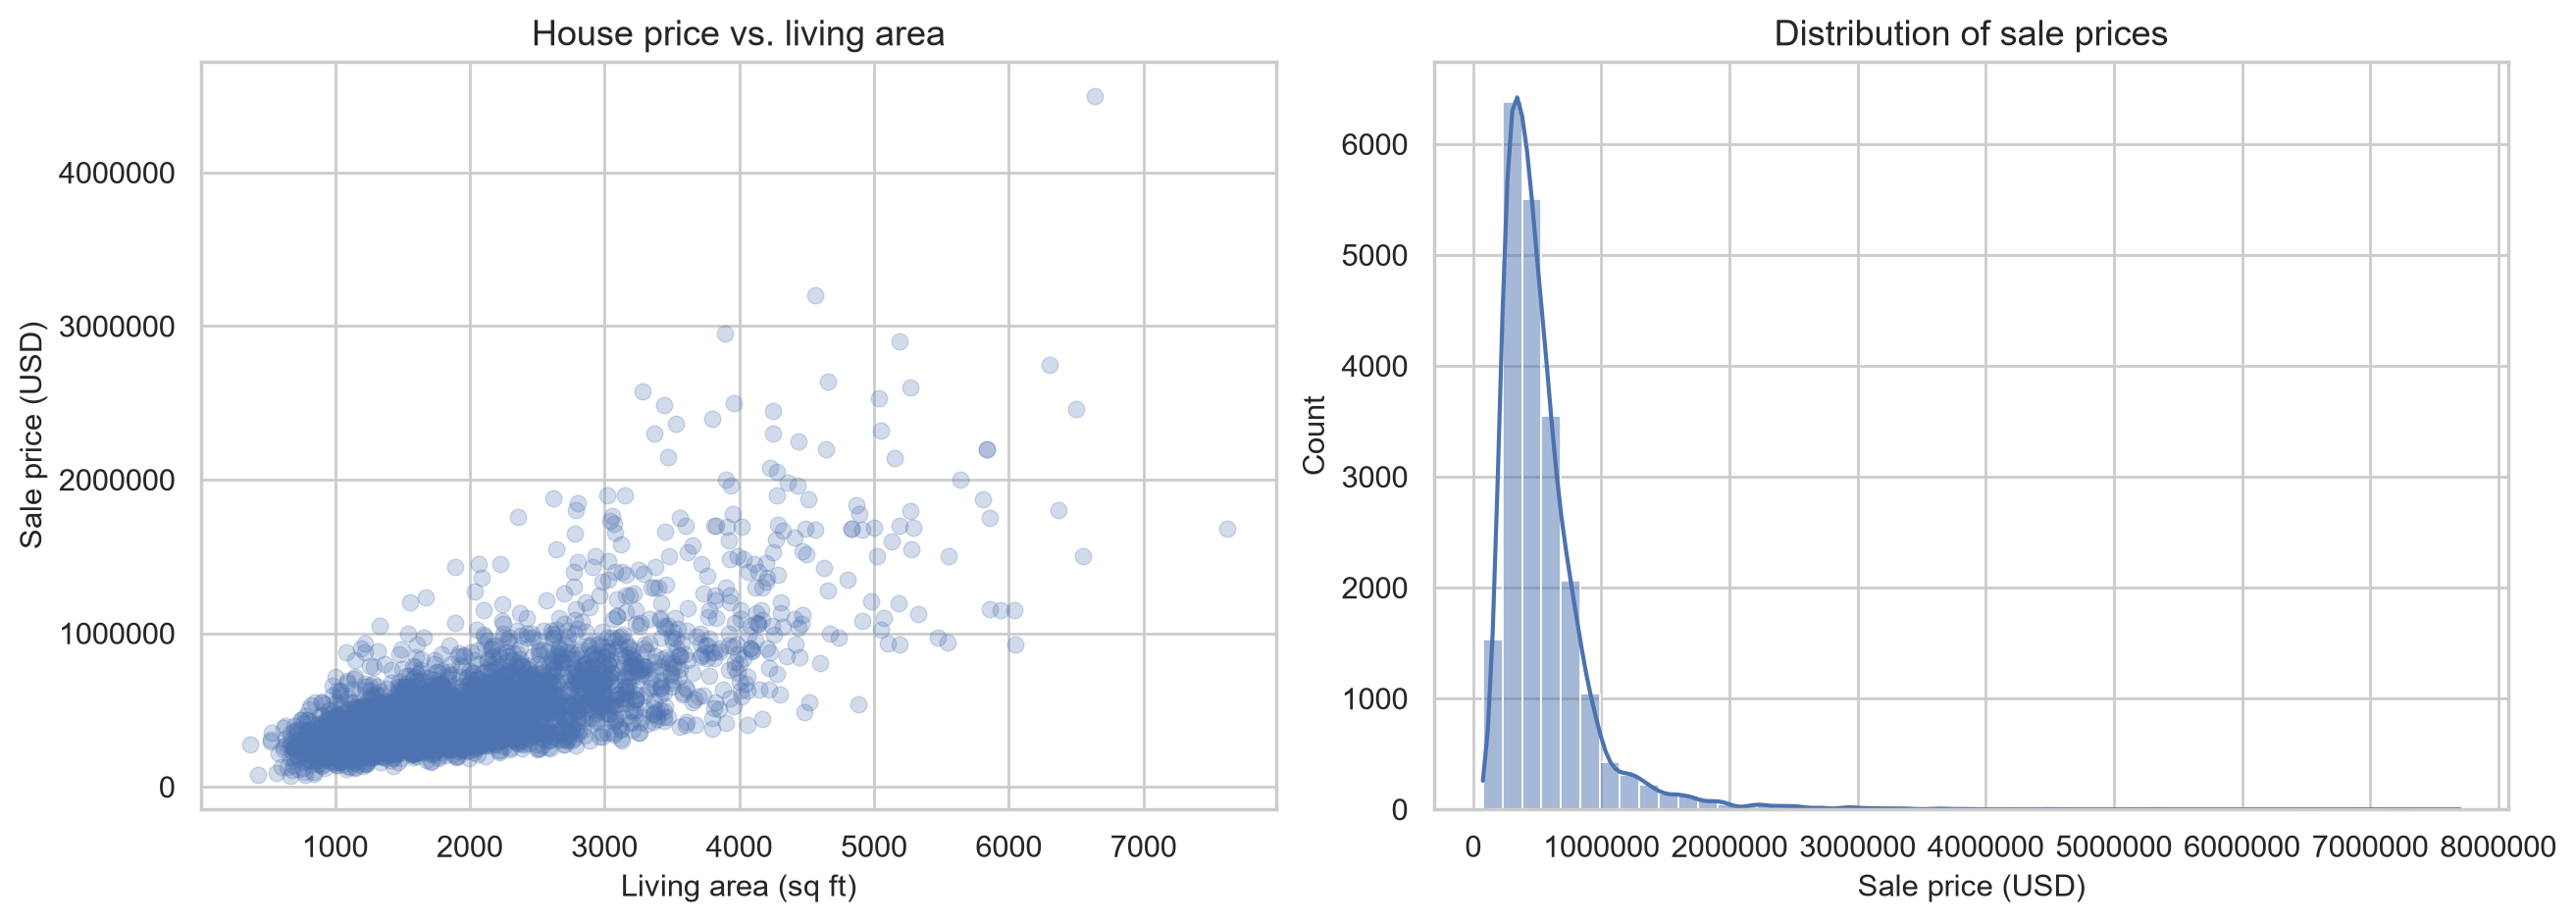 House price vs. living area
Sale price (USD)
4000000
3000000
2000000
1000000
0
1000 2000 3000 4000 5000 6000 7000
Living area (sq ft)
Distribution of sale prices
Count
6000
5000
4000
3000
2000
1000
0
0 1000000 2000000 3000000 4000000 5000000 6000000 7000000 8000000
Sale price (USD)